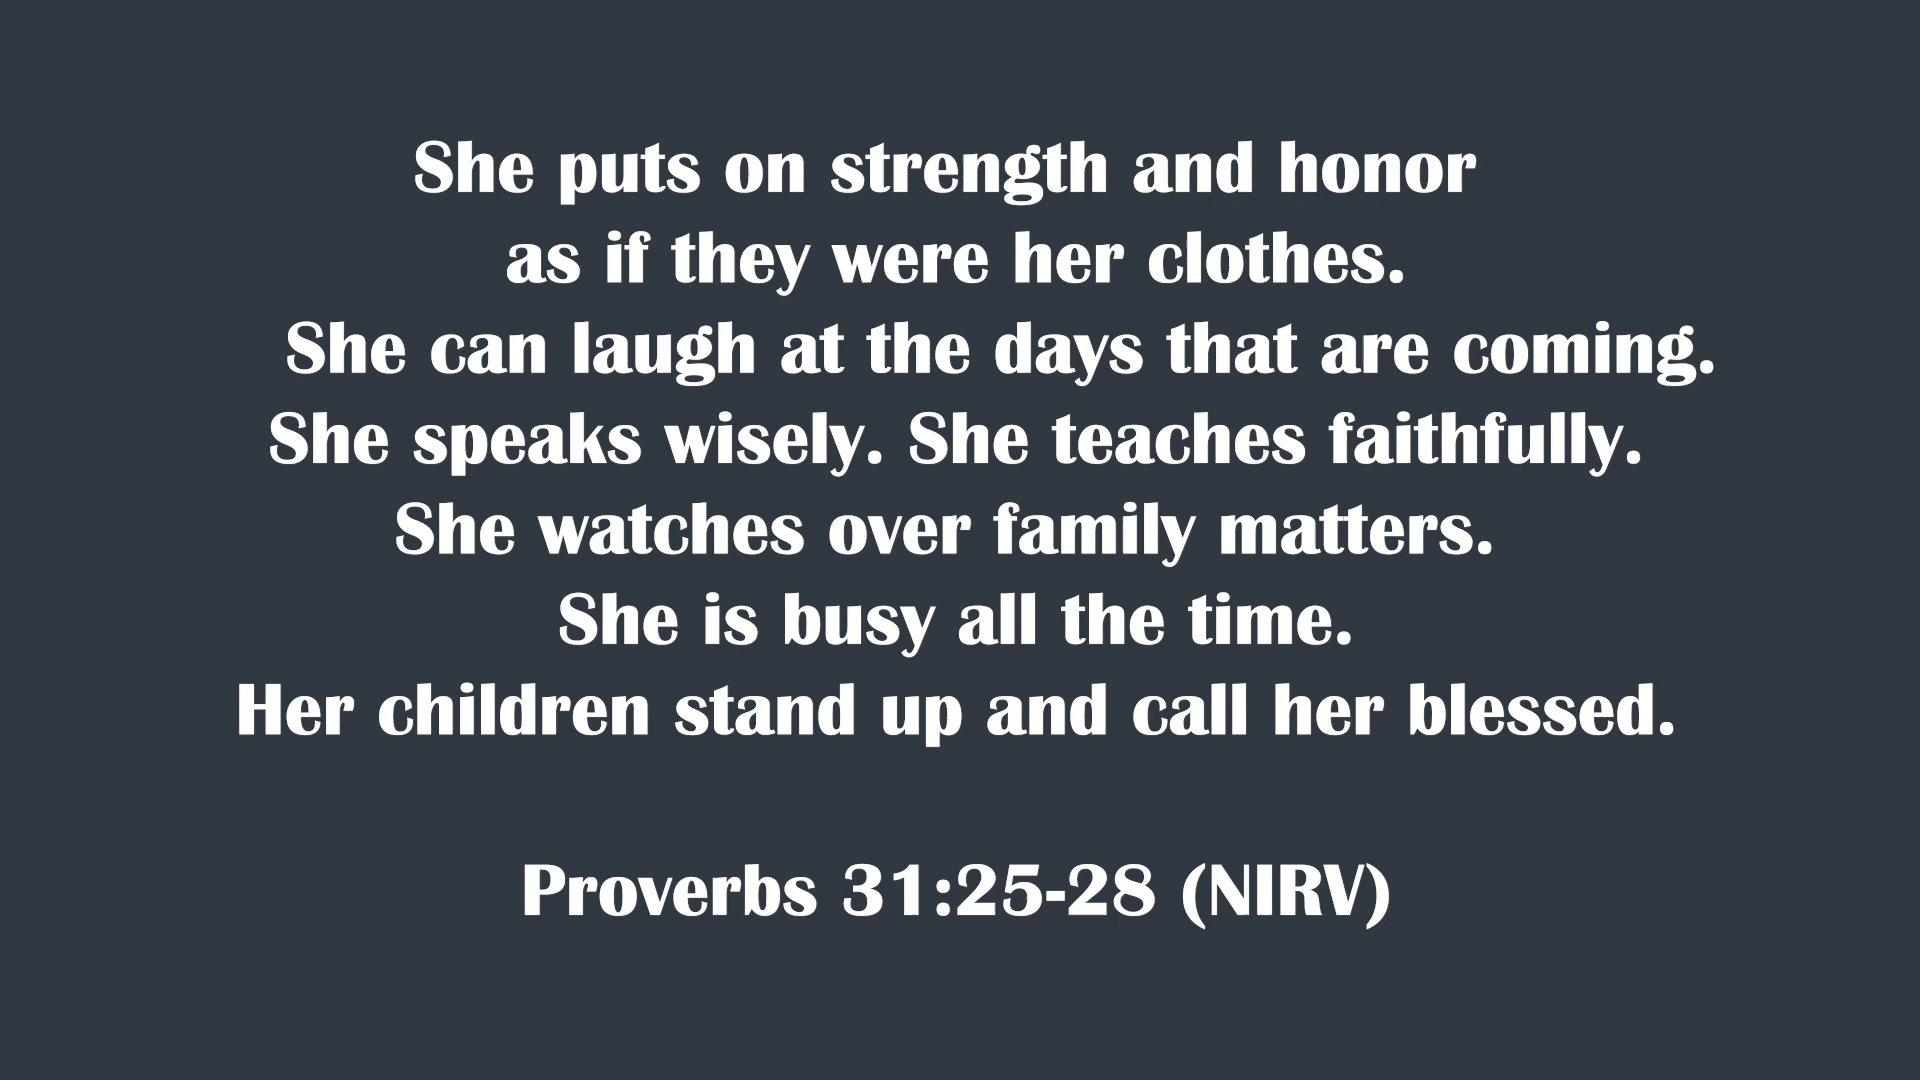 She puts on strength and honor
as if they were her clothes.
She can laugh at the days that are coming.
She speaks wisely. She teaches faithfully.
She watches over family matters.
She is busy all the time.
Her children stand up and call her blessed.
Proverbs 31:25-28 (NIRV)